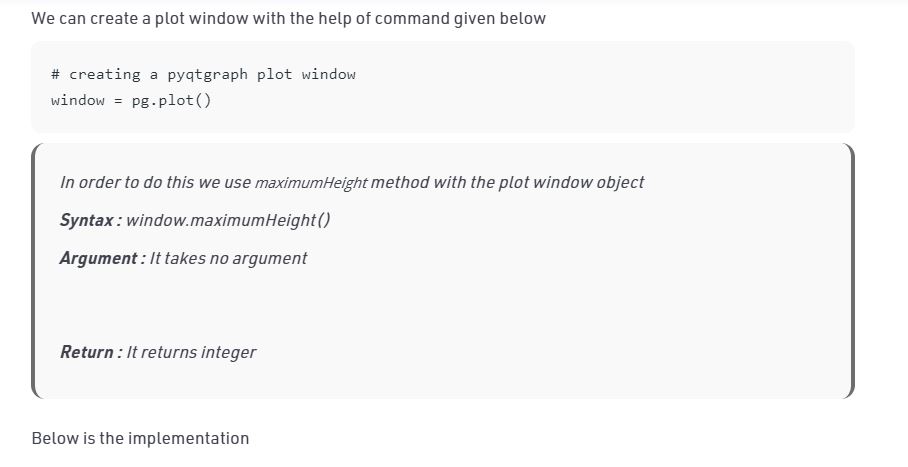 We can create a plot window with the help of command given below
# creating a pyqtgraph plot window
window = pg.plot()
In order to do this we use maximumHeight method with the plot window object
Syntax : window.maximumHeight()
Argument : It takes no argument
Return : It returns integer
Below is the implementation